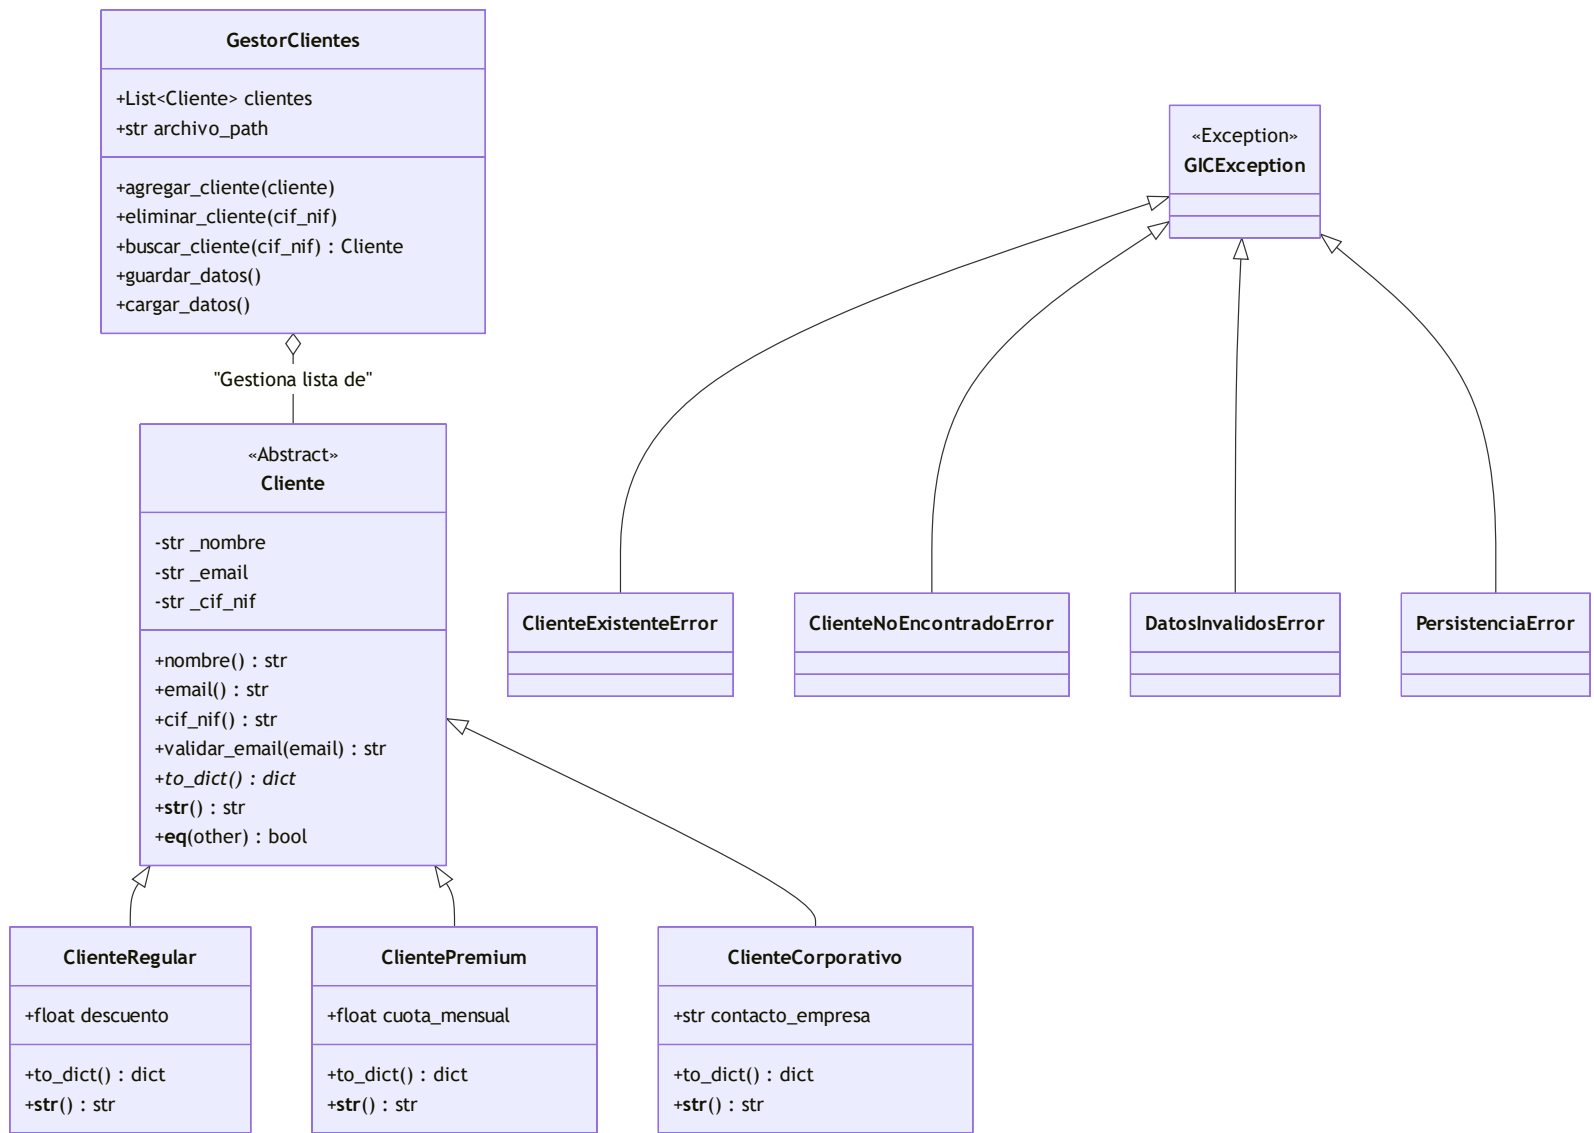 GestorClientes
+List<Cliente> clientes
+str archivo_path
+agregar_cliente(cliente)
+eliminar_cliente(cif_nif)
+buscar_cliente(cif_nif) : Cliente
+guardar_datos()
+cargar_datos()
"Gestiona lista de"
«Abstract»
Cliente
-str _nombre
-str _email
-str _cif_nif
+nombre() : str
+email() : str
+cif_nif() : str
+validar_email(email) : str
+to_dict() : dict
+str() : str
+eq(other) : bool
ClienteRegular
+float descuento
+to_dict() : dict
+str() : str
ClientePremium
+float cuota_mensual
+to_dict() : dict
+str() : str
ClienteCorporativo
+str contacto_empresa
+to_dict() : dict
+str() : str
«Exception»
GICException
ClienteExistenteError
ClienteNoEncontradoError
DatosInvalidosError
PersistenciaError